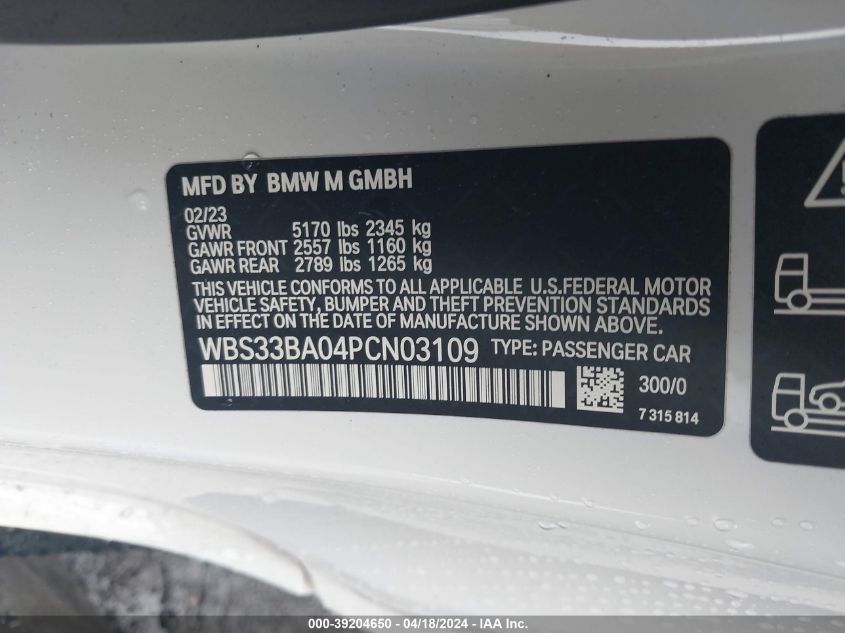 MFD BY BMW M GMBH
02/23
GVWR 5170 lbs 2345 kg
GAWR FRONT 2557 lbs 1160 kg
GAWR REAR 2789 lbs 1265 kg
THIS VEHICLE CONFORMS TO ALL APPLICABLE U.S.FEDERAL MOTOR
VEHICLE SAFETY, BUMPER AND THEFT PREVENTION STANDARDS
IN EFFECT ON THE DATE OF MANUFACTURE SHOWN ABOVE.
WBS33BA04PCN03109 TYPE: PASSENGER CAR
300/0
7 315 814
000-39204650 - 04/18/2024 - IAA Inc.